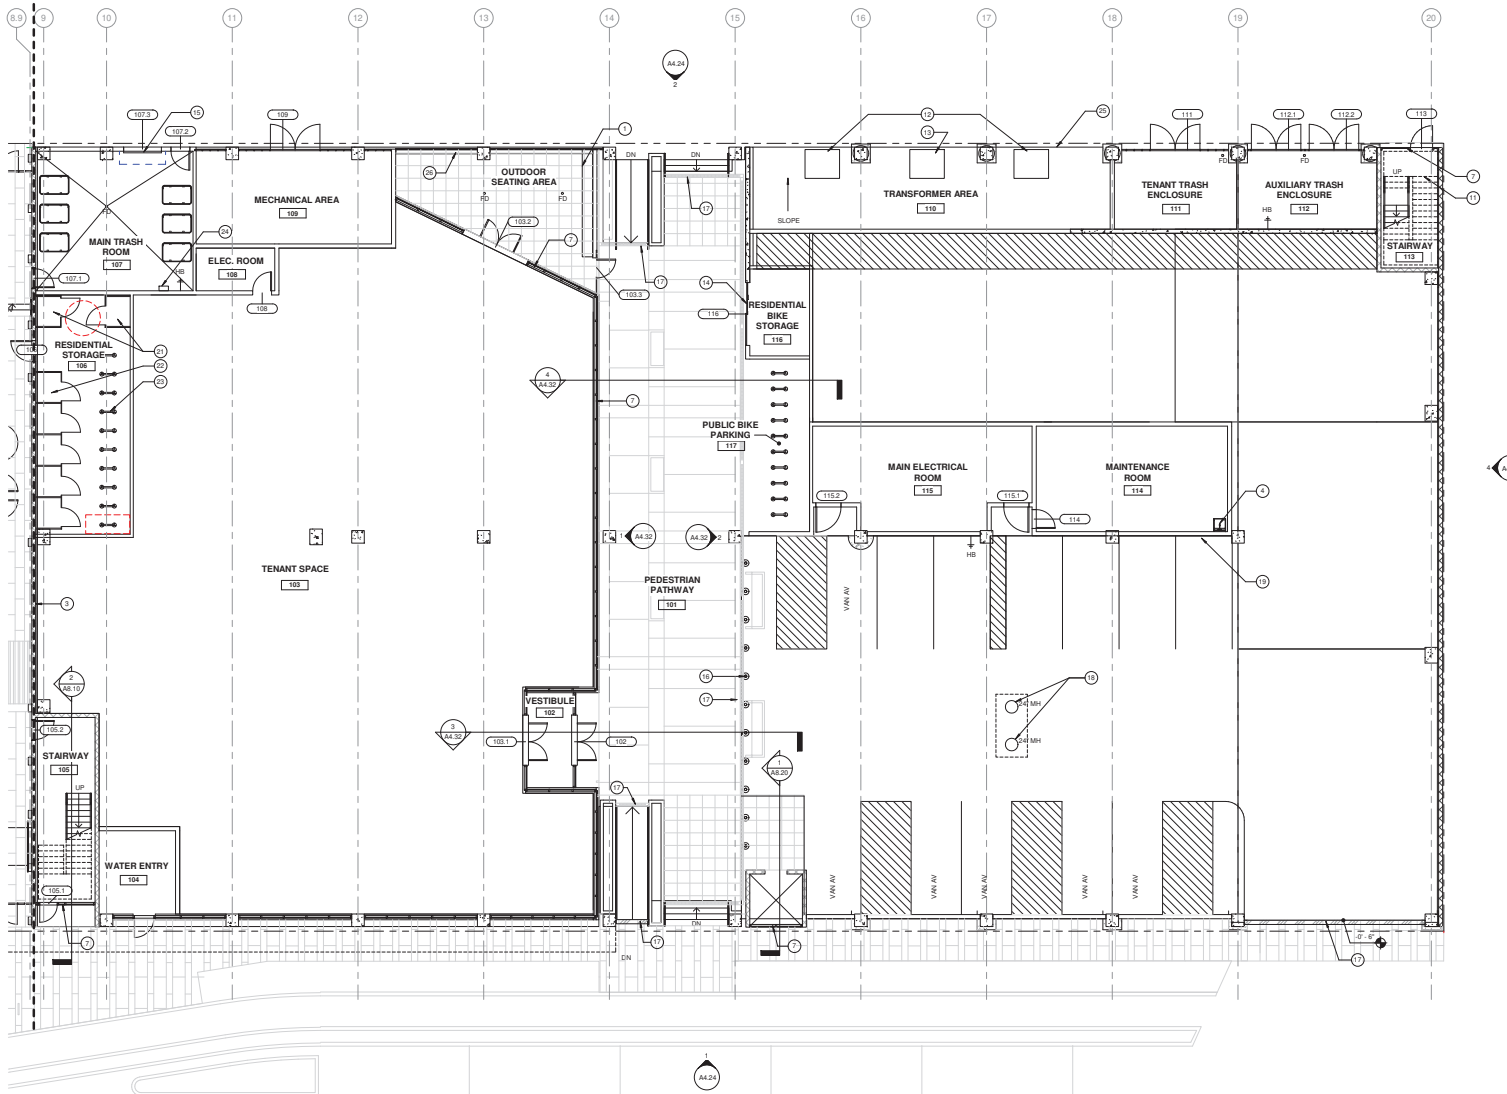 8.9 9 10 11 12 13 14 15 16 17 18 19 20
A4.24
2
107.3 15 107.2 109 1 12 13 25 111 112.1 112.2 113
DN DN
26
OUTDOOR
SEATING AREA
FD FD
103.2
7
MECHANICAL AREA
109
FD
MAIN TRASH
ROOM
107
24
HB
107.1
ELEC. ROOM
108
108
17
17
103.3
SLOPE
TRANSFORMER AREA
110
FD
TENANT TRASH
ENCLOSURE
111
FD
AUXILIARY TRASH
ENCLOSURE
112
HB
UP
7
11
STAIRWAY
113
14
116
RESIDENTIAL
BIKE
STORAGE
116
RESIDENTIAL
STORAGE
106
21
22
23
4
A4.32
7
PUBLIC BIKE
PARKING
117
MAIN ELECTRICAL
ROOM
115
MAINTENANCE
ROOM
114
115.2
115.1
114
4
4
1 A4.32
A4.32 2
HB
19
TENANT SPACE
103
PEDESTRIAN
PATHWAY
101
VAN AV
3
2
A8.10
16
17
18
24" MH
24" MH
VESTIBULE
102
103.1
102
3
A4.32
1
A8.20
105.2
STAIRWAY
105
UP
17
WATER ENTRY
104
105.1
VAN AV
VAN AV
VAN AV
VAN AV
VAN AV
7
DN
17
DN
7
-0' - 6"
17
1
A4.24